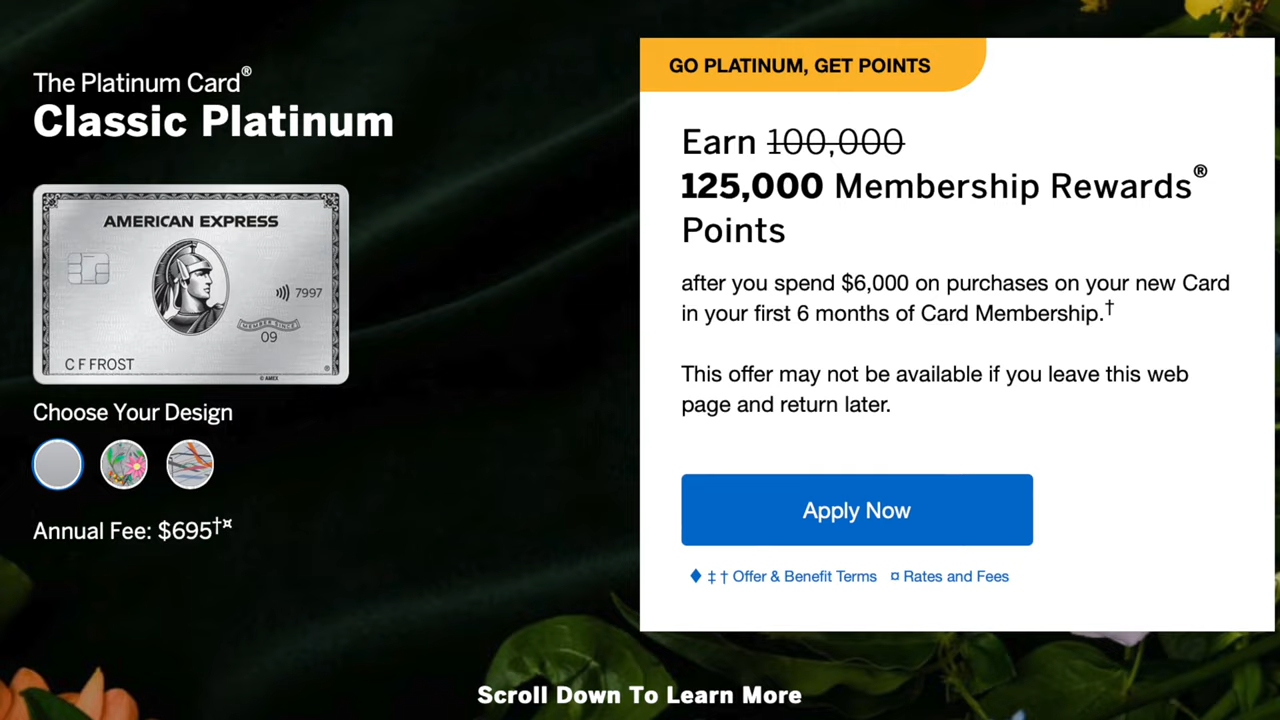 The Platinum Card®
Classic Platinum
AMERICAN EXPRESS
7997
MEMBER SINCE
09
C F FROST
® 
© AMEX
Choose Your Design
Annual Fee: $695†¤
GO PLATINUM, GET POINTS
Earn 100,000
125,000 Membership Rewards®
Points
after you spend $6,000 on purchases on your new Card
in your first 6 months of Card Membership.†
This offer may not be available if you leave this web
page and return later.
Apply Now
♦ ‡ † Offer & Benefit Terms ¤ Rates and Fees
Scroll Down To Learn More